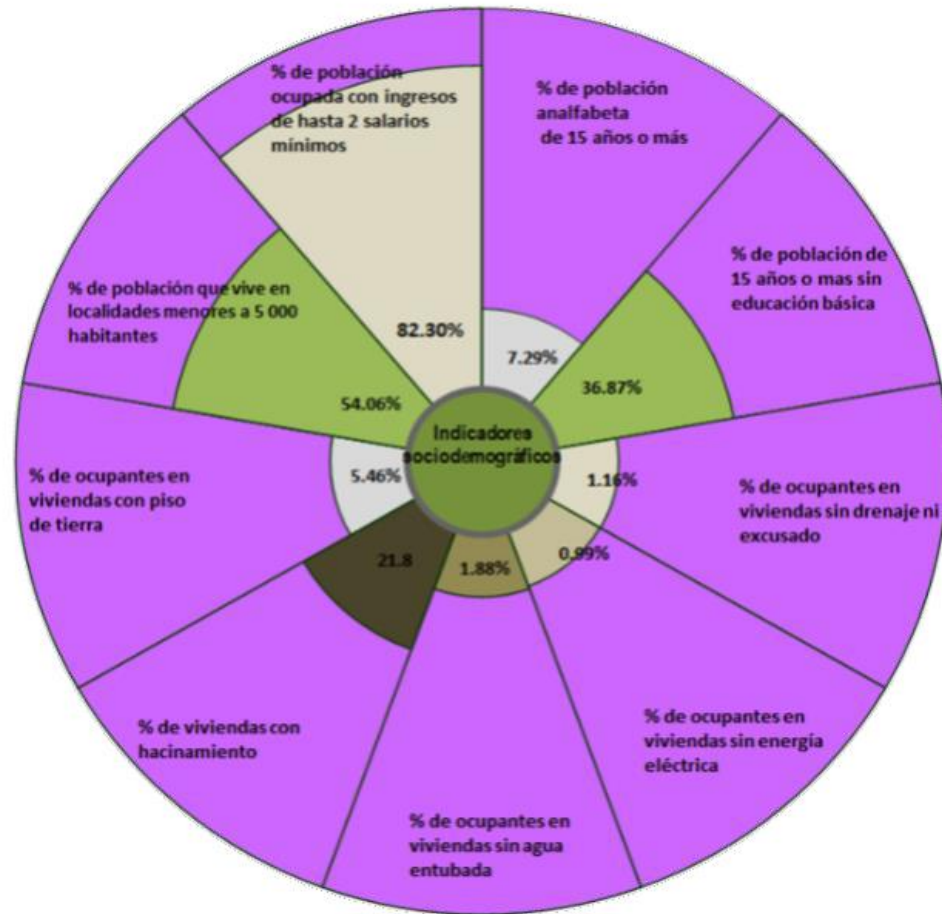 % de población
ocupada con ingresos
de hasta 2 salarios
mínimos
% de población
analfabeta
de 15 años o más
% de población de
15 años o mas sin
educación básica
% de población que vive en
localidades menores a 5 000
habitantes
82.30%
7.29%
36.87%
54.06%
Indicadores
sociodemográficos
% de ocupantes en
viviendas con piso
de tierra
5.46%
1.16%
% de ocupantes en
viviendas sin drenaje ni
excusado
21.8
1.88%
0.99%
% de viviendas con
hacinamiento
% de ocupantes en
viviendas sin energía
eléctrica
% de ocupantes en
viviendas sin agua
entubada